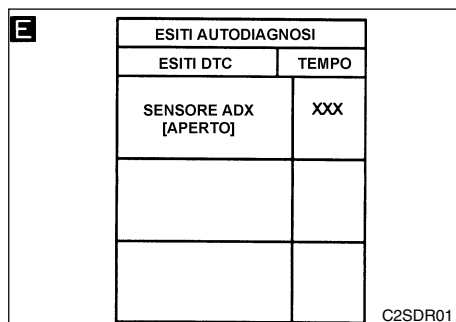 E
ESITI AUTODIAGNOSI
ESITI DTC TEMPO
SENSORE ADX XXX
[APERTO]
C2SDR01